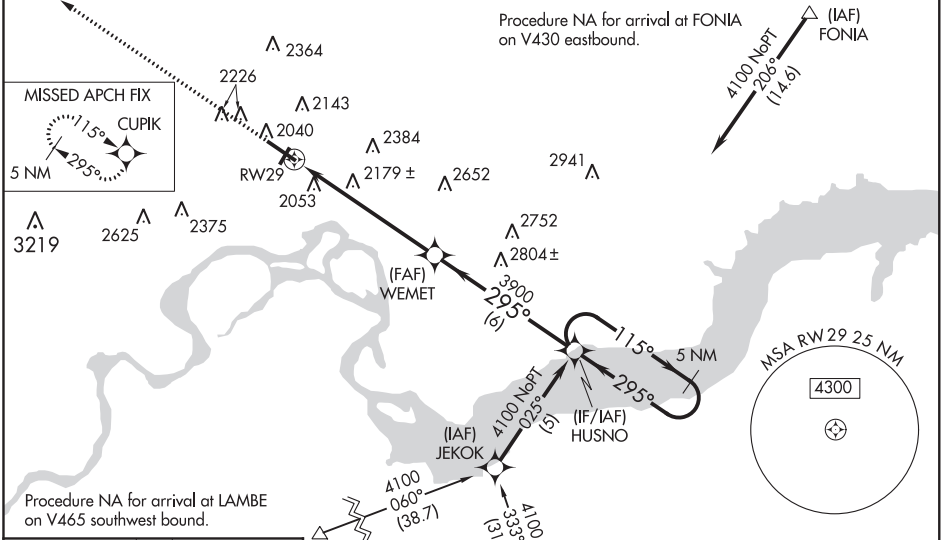 Procedure NA for arrival at FONIA
on V430 eastbound.
(IAF)
FONIA
4100 NoPT
206°
(14.6)
2364
2226
2143
2040
2384
RW29
2179 ±
2053
2652
2941
MISSED APCH FIX
CUPIK
115°
295°
5 NM
3219
2625
2375
2752
2804±
(FAF)
WEMET
3900
295°
(6)
115°
5 NM
295°
(IF/IAF)
HUSNO
4100 NoPT
025°
(5)
(IAF)
JEKOK
MSA RW29 25 NM
4300
4100
060°
(38.7)
4100
333°
Procedure NA for arrival at LAMBE
on V465 southwest bound.